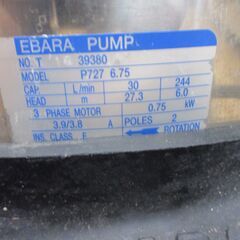 EBARA PUMP
NO. T 39380
MODEL P727 6.75
CAP. L/min 30 244
HEAD m 27.3 6.0
3 PHASE MOTOR 0.75 kW
3.9/3.8 A POLES 2
INS. CLASS E ROTATION